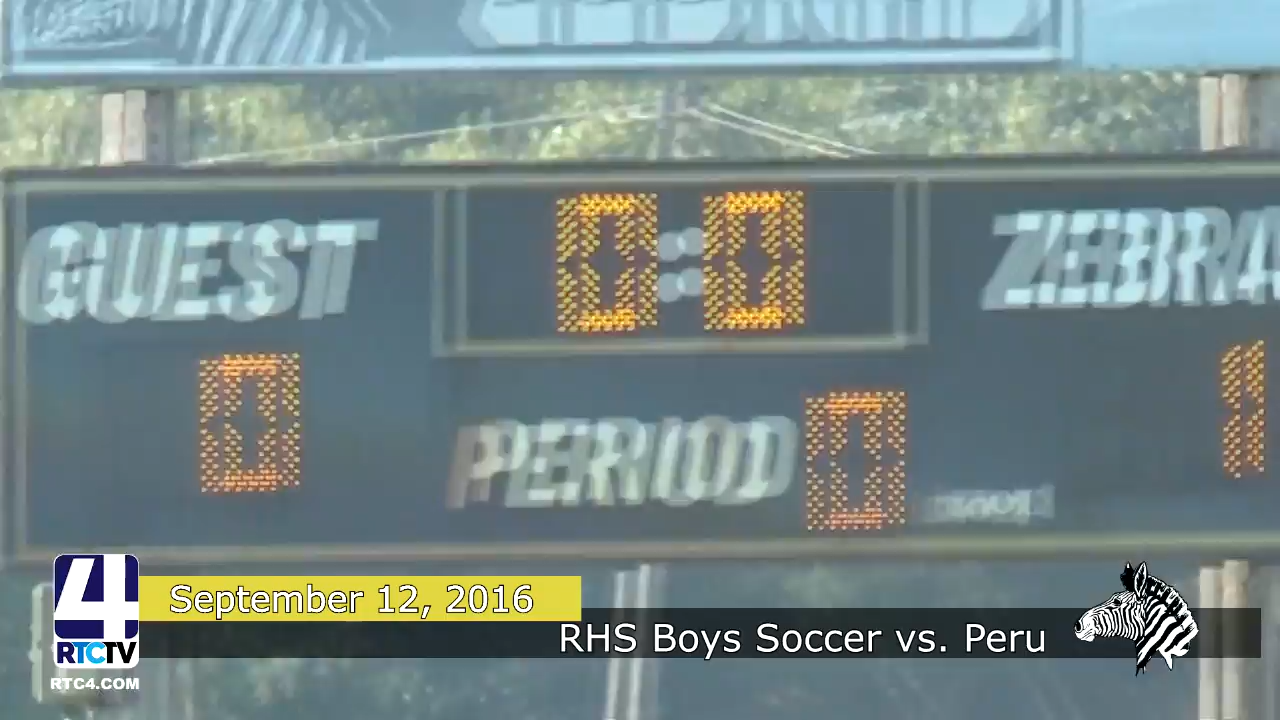 GUEST
0:0
ZEBRA
0
1
PERIOD 0
4
September 12, 2016
RTCTV
RHS Boys Soccer vs. Peru
RTC4.COM